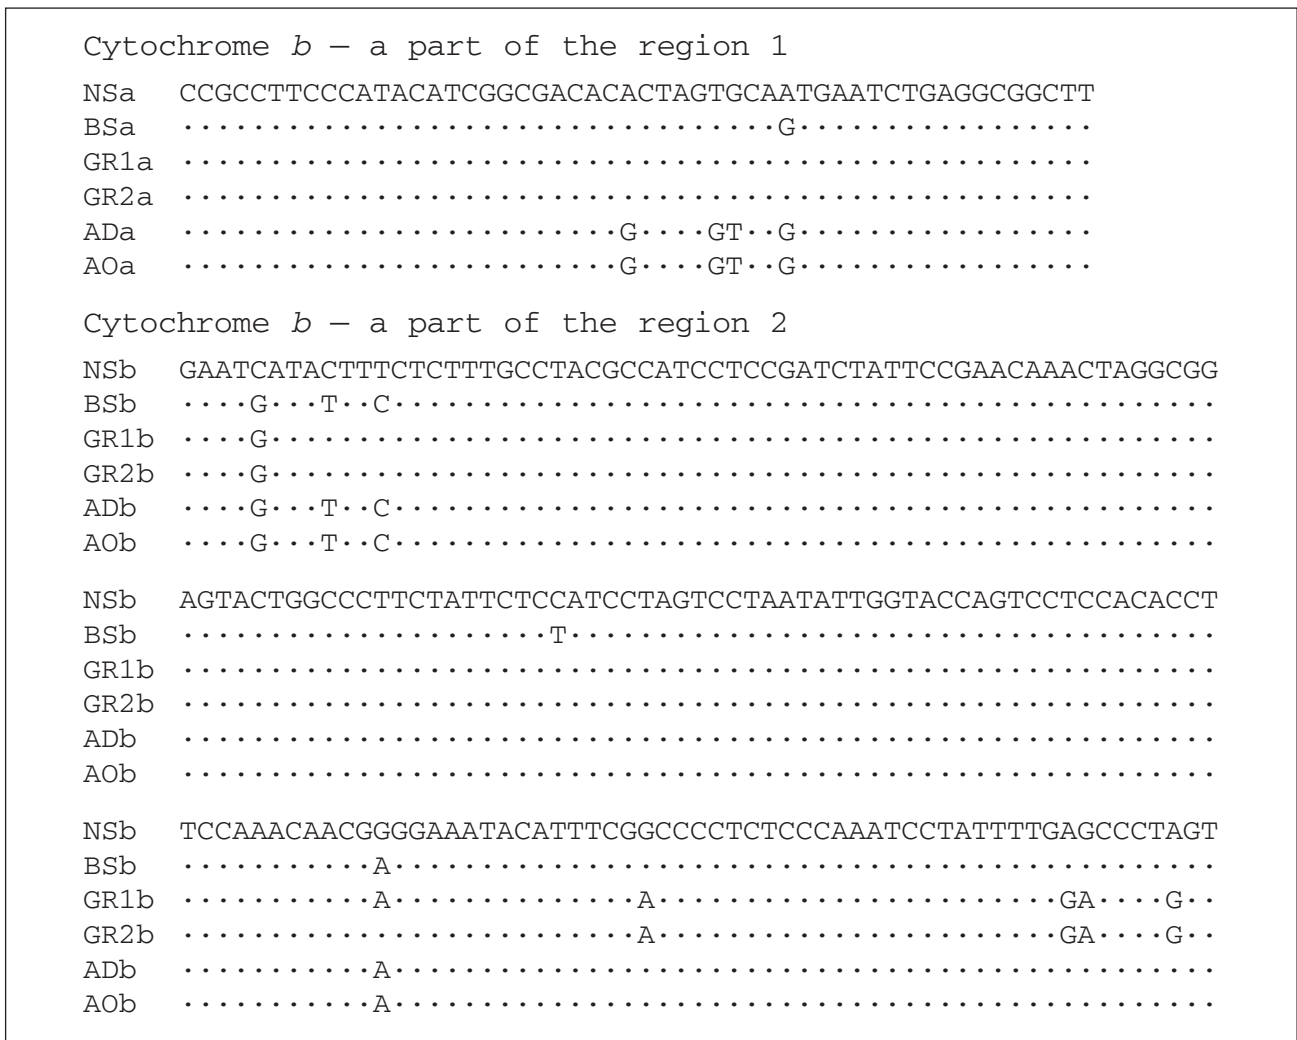 Cytochrome b – a part of the region 1
NSa CCGCCTTCCCATACATCGGCGACACACTAGTGCAATGAATCTGAGGCGGCTT
BSa ··································G·················
GR1a ····················································
GR2a ····················································
ADa ·························G····GT··G·················
AOa ·························G····GT··G·················
Cytochrome b – a part of the region 2
NSb GAATCATACTTTCTCTTTGCCTACGCCATCCTCCGATCTATTCCGAACAAACTAGGCGG
BSb ····G···T··C···············································
GR1b ····G······················································
GR2b ····G······················································
ADb ····G···T··C···············································
AOb ····G···T··C···············································
NSb AGTACTGGCCCTTCTATTCTCCATCCTAGTCCTAATATTGGTACCAGTCCTCCACACCT
BSb ·····················T·····································
GR1b ···························································
GR2b ···························································
ADb ···························································
AOb ···························································
NSb TCCAAACAACGGGGAAATACATTTCGGCCCCTCTCCCAAATCCTATTTTGAGCCCTAGT
BSb ···········A···············································
GR1b ···········A··············A·······················GA····G··
GR2b ··························A·······················GA····G··
ADb ···········A···············································
AOb ···········A···············································